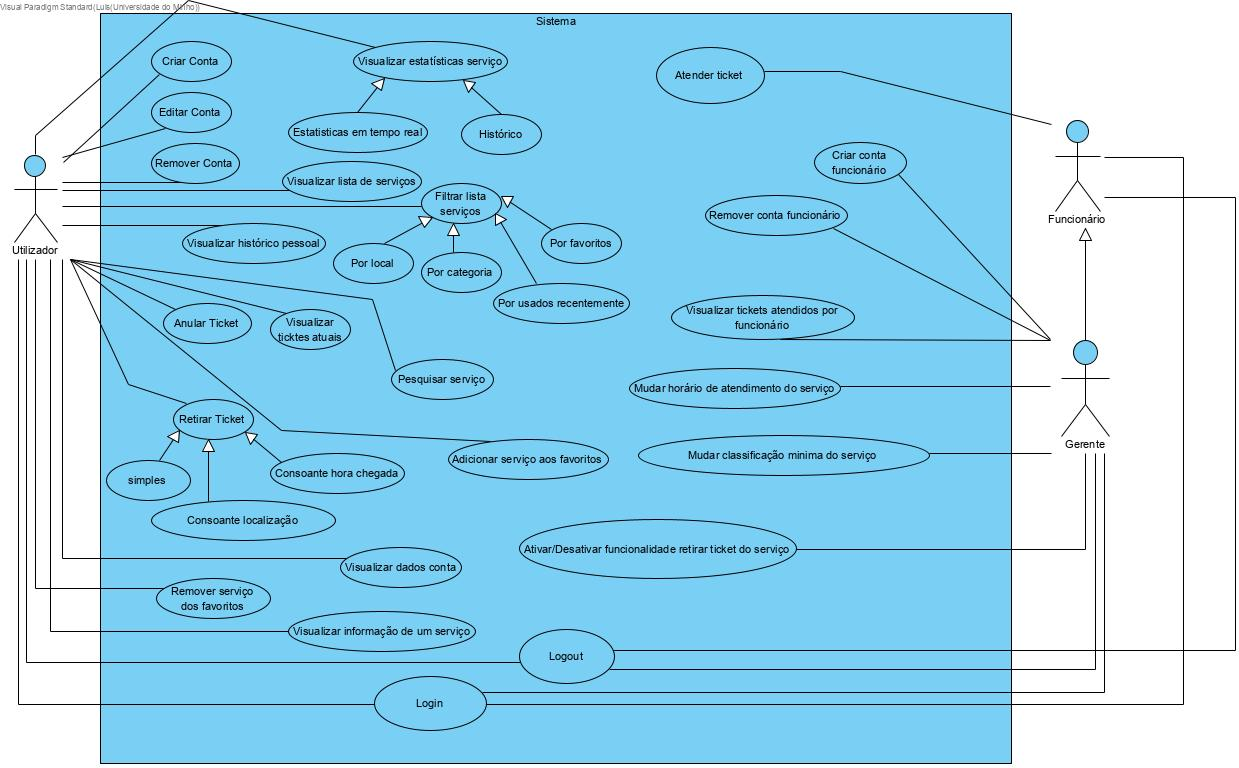 Visual Paradigm Standard(Luís(Universidade do Minho))
Sistema
Criar Conta
Visualizar estatísticas serviço
Atender ticket
Editar Conta
Estatisticas em tempo real
Histórico
Remover Conta
Visualizar lista de serviços
Criar conta
funcionário
Filtrar lista
serviços
Remover conta funcionário
Funcionário
Utilizador
Visualizar histórico pessoal
Por favoritos
Por local
Por categoria
Por usados recentemente
Anular Ticket
Visualizar
ticktes atuais
Visualizar tickets atendidos por
funcionário
Pesquisar serviço
Mudar horário de atendimento do serviço
Retirar Ticket
Gerente
Adicionar serviço aos favoritos
Mudar classificação minima do serviço
simples
Consoante hora chegada
Consoante localização
Ativar/Desativar funcionalidade retirar ticket do serviço
Visualizar dados conta
Remover serviço
dos favoritos
Visualizar informação de um serviço
Logout
Login